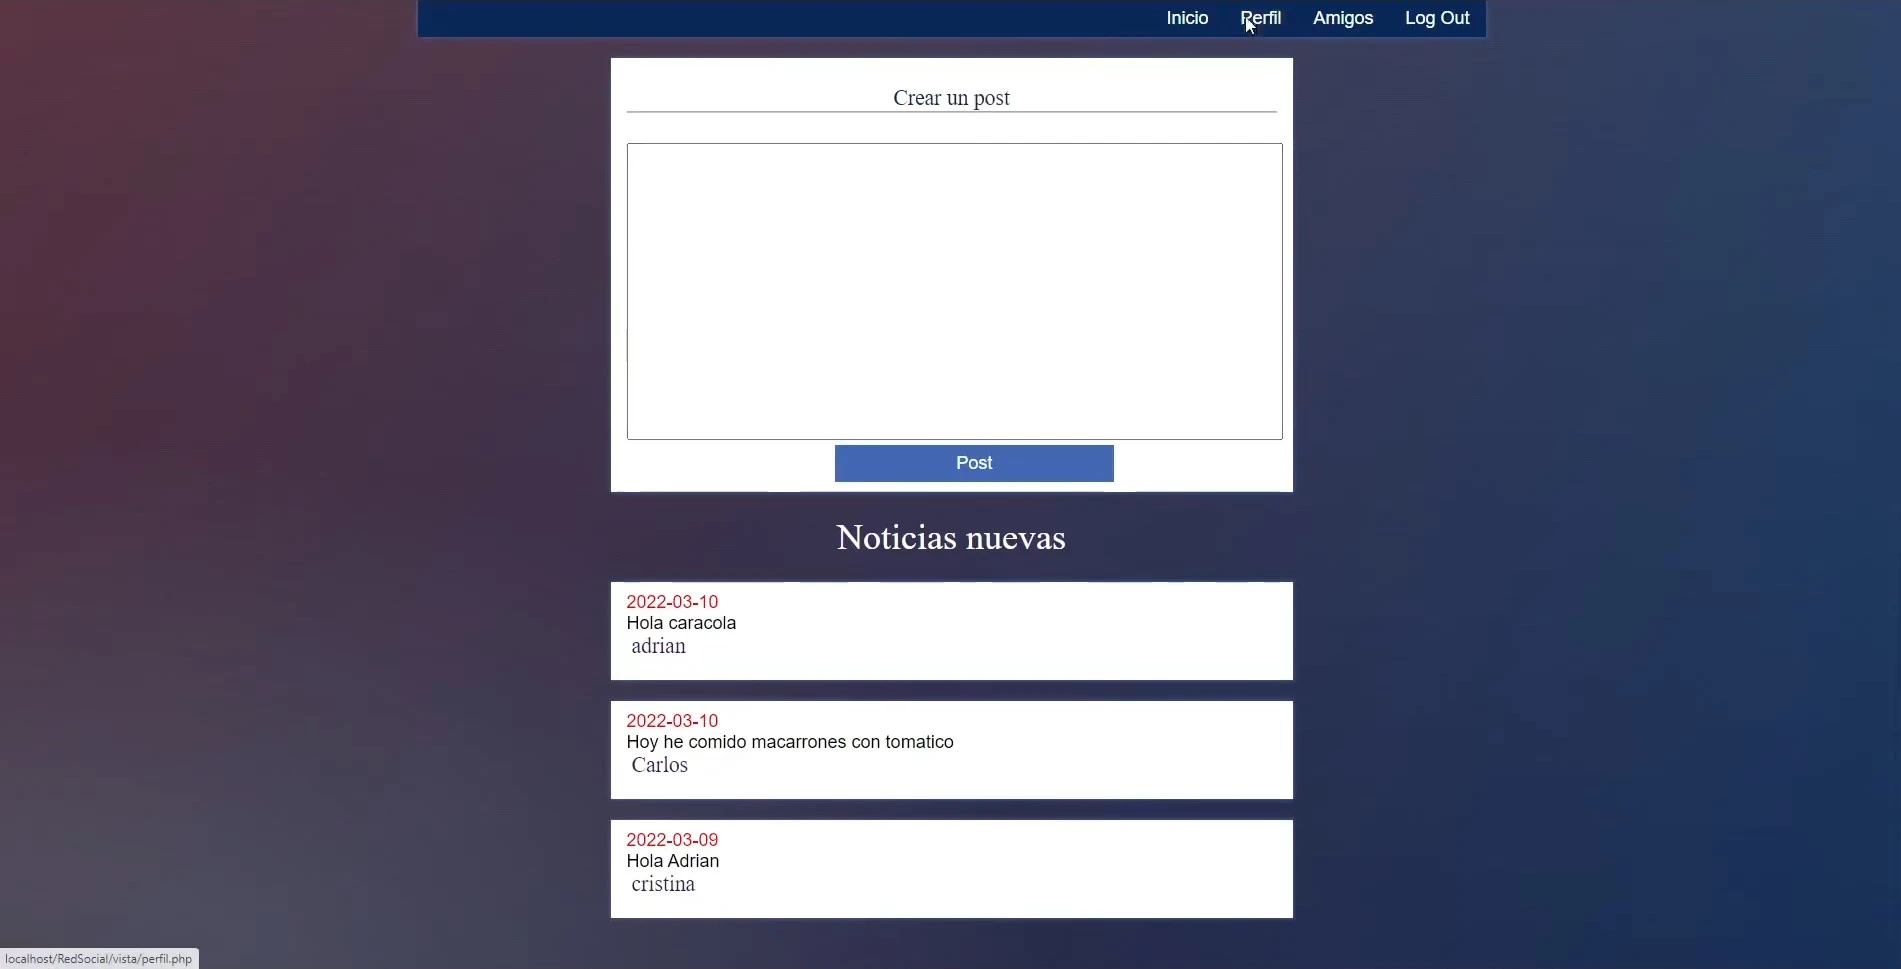 Inicio Perfil Amigos Log Out
Crear un post
Post
Noticias nuevas
2022-03-10
Hola caracola
adrian
2022-03-10
Hoy he comido macarrones con tomatico
Carlos
2022-03-09
Hola Adrian
cristina
localhost/RedSocial/vista/perfil.php